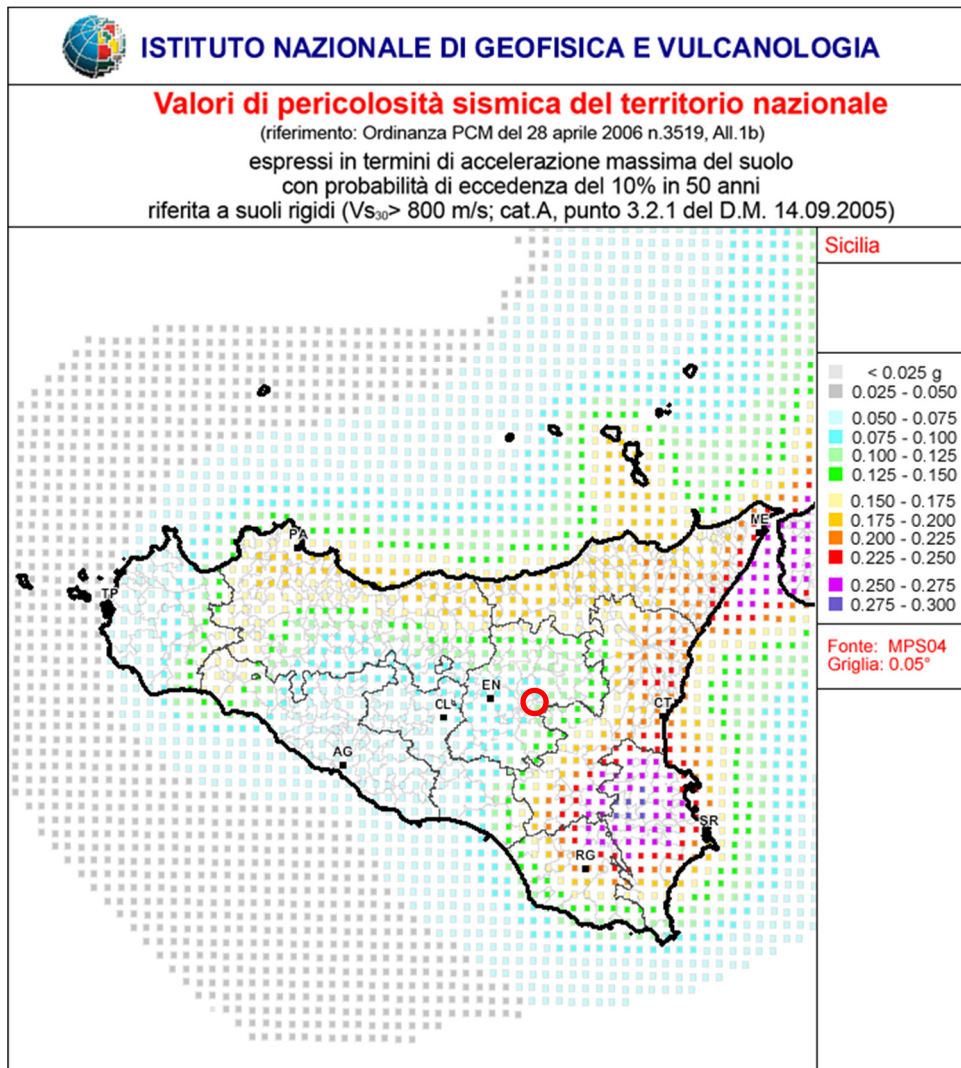 ISTITUTO NAZIONALE DI GEOFISICA E VULCANOLOGIA
Valori di pericolosità sismica del territorio nazionale
(riferimento: Ordinanza PCM del 28 aprile 2006 n.3519, All.1b)
espressi in termini di accelerazione massima del suolo
con probabilità di eccedenza del 10% in 50 anni
riferita a suoli rigidi (Vs₃₀> 800 m/s; cat.A, punto 3.2.1 del D.M. 14.09.2005)
Sicilia
< 0.025 g
0.025 - 0.050
0.050 - 0.075
0.075 - 0.100
0.100 - 0.125
0.125 - 0.150
0.150 - 0.175
0.175 - 0.200
0.200 - 0.225
0.225 - 0.250
0.250 - 0.275
0.275 - 0.300
Fonte: MPS04
Griglia: 0.05°
ME
PA
TP
EN
CL
CT
AG
SR
RG